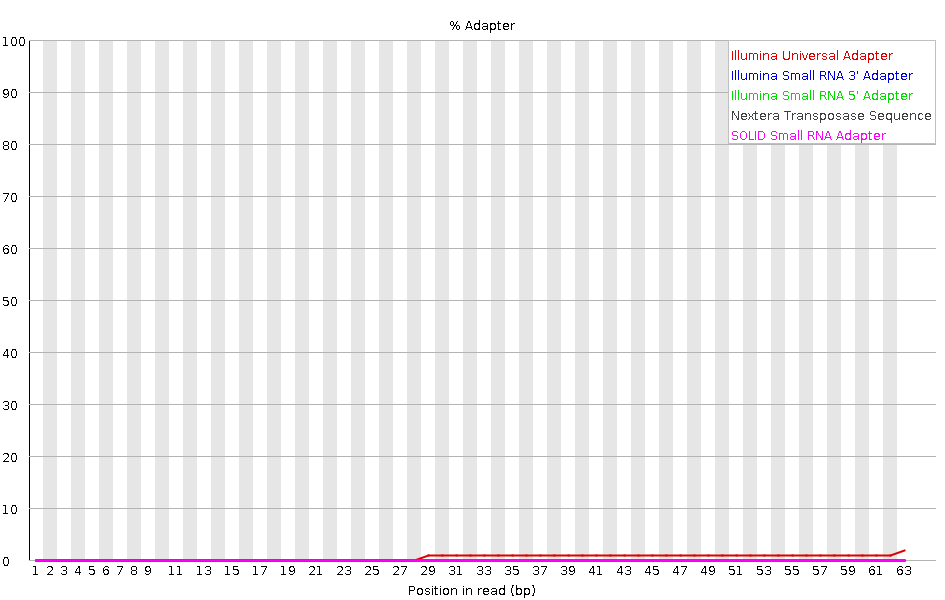 % Adapter
100
90
80
70
60
50
40
30
20
10
0
Illumina Universal Adapter
Illumina Small RNA 3' Adapter
Illumina Small RNA 5' Adapter
Nextera Transposase Sequence
SOLID Small RNA Adapter
1 2 3 4 5 6 7 8 9 11 13 15 17 19 21 23 25 27 29 31 33 35 37 39 41 43 45 47 49 51 53 55 57 59 61 63
Position in read (bp)